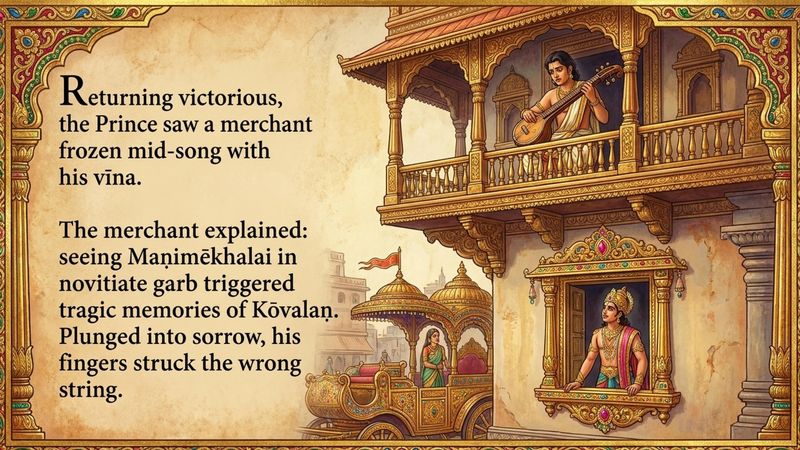 Returning victorious,
the Prince saw a merchant
frozen mid-song with
his vīna.
The merchant explained:
seeing Maṇimēkhalai in
novitiate garb triggered
tragic memories of Kōvalaṉ.
Plunged into sorrow, his
fingers struck the wrong
string.